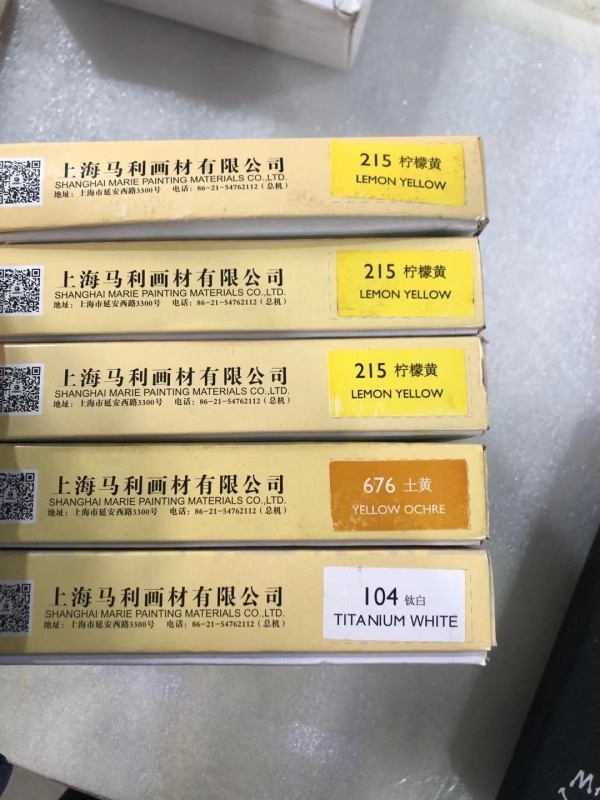 上海马利画材有限公司
SHANGHAI MARIE PAINTING MATERIALS CO.,LTD.
地址：上海市延安西路3300号 电话：86-21-54762112（总机）
215 柠檬黄
LEMON YELLOW
上海马利画材有限公司
SHANGHAI MARIE PAINTING MATERIALS CO.,LTD.
地址：上海市延安西路3300号 电话：86-21-54762112（总机）
215 柠檬黄
LEMON YELLOW
上海马利画材有限公司
SHANGHAI MARIE PAINTING MATERIALS CO.,LTD.
地址：上海市延安西路3300号 电话：86-21-54762112（总机）
215 柠檬黄
LEMON YELLOW
上海马利画材有限公司
SHANGHAI MARIE PAINTING MATERIALS CO.,LTD.
地址：上海市延安西路3300号 电话：86-21-54762112（总机）
676 土黄
YELLOW OCHRE
上海马利画材有限公司
SHANGHAI MARIE PAINTING MATERIALS CO.,LTD.
地址：上海市延安西路3300号 电话：86-21-54762112（总机）
104 钛白
TITANIUM WHITE